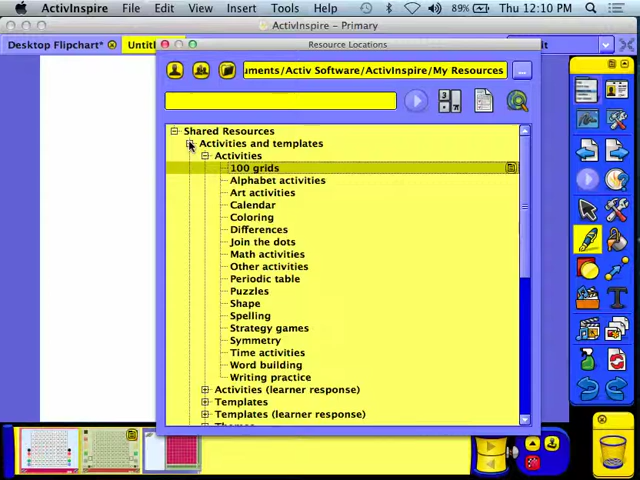 ActivInspire File Edit View Insert Tools Help 89% Thu 12:10 PM
ActivInspire - Primary
Desktop Flipchart* Untitl
Resource Locations
uments/Activ Software/ActivInspire/My Resources
...
Shared Resources
Activities and templates
Activities
100 grids
Alphabet activities
Art activities
Calendar
Coloring
Differences
Join the dots
Math activities
Other activities
Periodic table
Puzzles
Shape
Spelling
Strategy games
Symmetry
Time activities
Word building
Writing practice
Activities (learner response)
Templates
Templates (learner response)